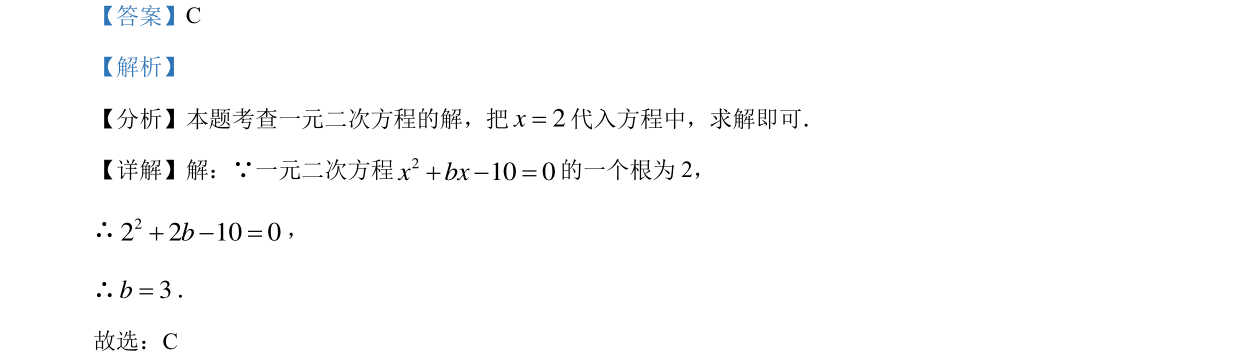 【答案】C
【解析】
【分析】本题考查一元二次方程的解，把 x = 2 代入方程中，求解即可．
【详解】解：∵一元二次方程 x² + bx − 10 = 0 的一个根为 2，
∴ 2² + 2b − 10 = 0，
∴ b = 3．
故选：C